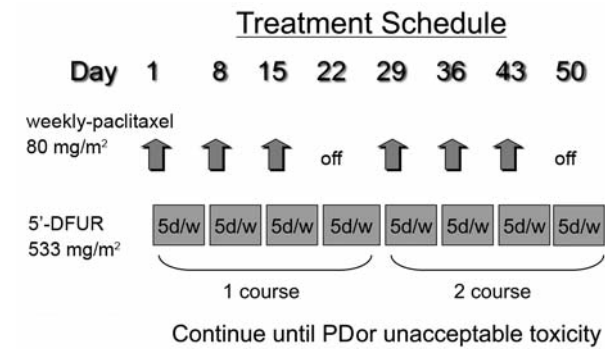 Treatment Schedule
Day 1 8 15 22 29 36 43 50
weekly-paclitaxel
80 mg/m²
off off
5'-DFUR
533 mg/m²
5d/w 5d/w 5d/w 5d/w 5d/w 5d/w 5d/w 5d/w
1 course 2 course
Continue until PDor unacceptable toxicity